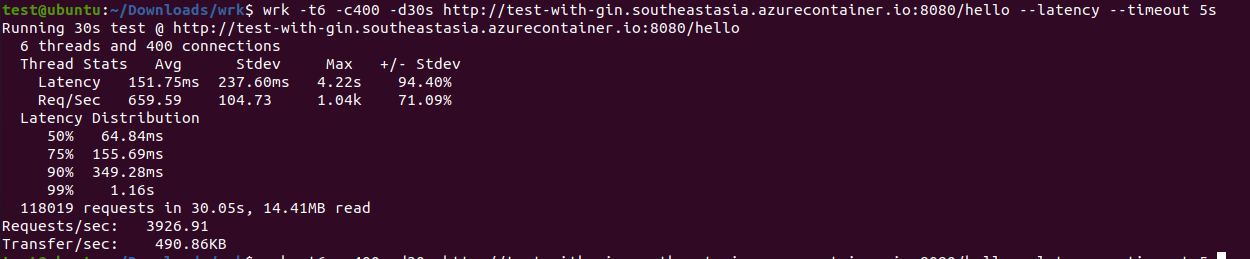 test@ubuntu:~/Downloads/wrk$ wrk -t6 -c400 -d30s http://test-with-gin.southeastasia.azurecontainer.io:8080/hello --latency --timeout 5s
Running 30s test @ http://test-with-gin.southeastasia.azurecontainer.io:8080/hello
  6 threads and 400 connections
  Thread Stats   Avg      Stdev     Max   +/- Stdev
    Latency   151.75ms  237.60ms   4.22s    94.40%
    Req/Sec   659.59    104.73     1.04k    71.09%
  Latency Distribution
     50%   64.84ms
     75%  155.69ms
     90%  349.28ms
     99%    1.16s
  118019 requests in 30.05s, 14.41MB read
Requests/sec:   3926.91
Transfer/sec:    490.86KB